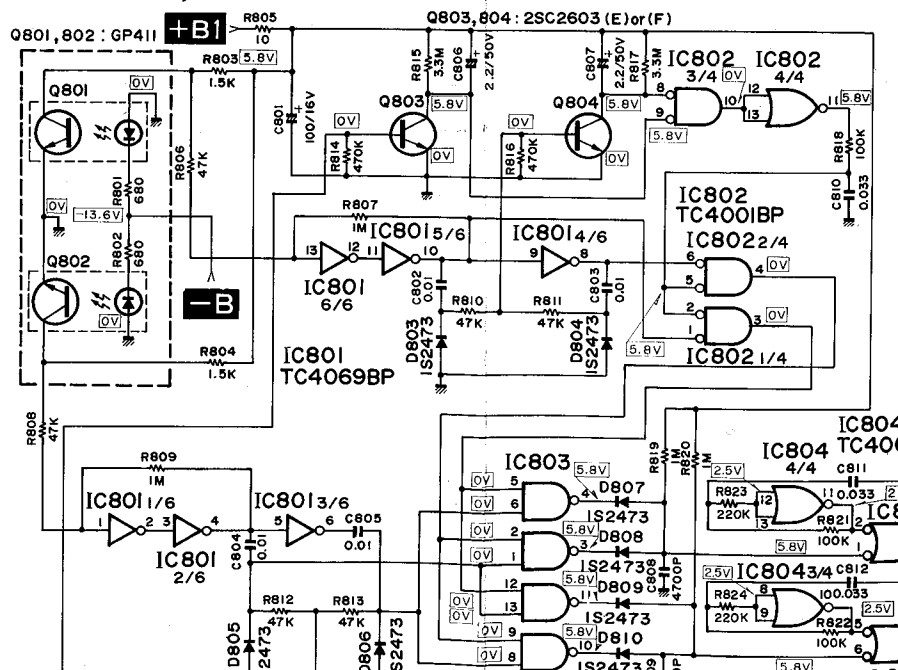 Q801,802 : GP411
+B1
R805
10
Q803,804 : 2SC2603 (E) or (F)
R803
1.5K
5.8V
R815
3.3M
C806
2.2/50V
C807
2.2/50V
R817
3.3M
IC802
3/4
0V
IC802
4/4
Q801
0V
C801
100/16V
+
Q803
5.8V
Q804
5.8V
8
9
10
12
13
11
5.8V
R806
47K
0V
R814
470K
0V
0V
R816
470K
0V
5.8V
R818
100K
C810
0.033
R801
680
0V
-13.6V
R802
680
R807
1M
IC802
TC4001BP
IC801 5/6
IC801 4/6
IC802 2/4
13
12
11
10
9
8
6
5
4
0V
Q802
0V
-B
IC801
6/6
C802
0.01
C803
0.01
R810
47K
R811
47K
2
1
3
0V
5.8V
IC802 1/4
D803
1S2473
D804
1S2473
R804
1.5K
IC801
TC4069BP
R808
47K
R809
1M
IC801 1/6
IC801 3/6
1
2
3
4
5
6
C805
0.01
IC801
2/6
C804
0.01
R812
47K
R813
47K
D805
2473
D806
S2473
IC803
0V
0V
0V
0V
0V
0V
0V
0V
5
6
4
5.8V
D807
1S2473
2
1
3
5.8V
D808
1S2473
12
13
11
5.8V
D809
1S2473
9
8
10
5.8V
D810
1S2473
R819
1M
R820
1M
C808
4700P
IC804
TC400
IC804
4/4
C811
0.033
2.5V
R823
220K
12
13
11
R821
100K
2
1
5.8V
2.5V
IC804 3/4
C812
0.033
R824
220K
8
9
10
2.5V
R822
100K
5
6
5.8V